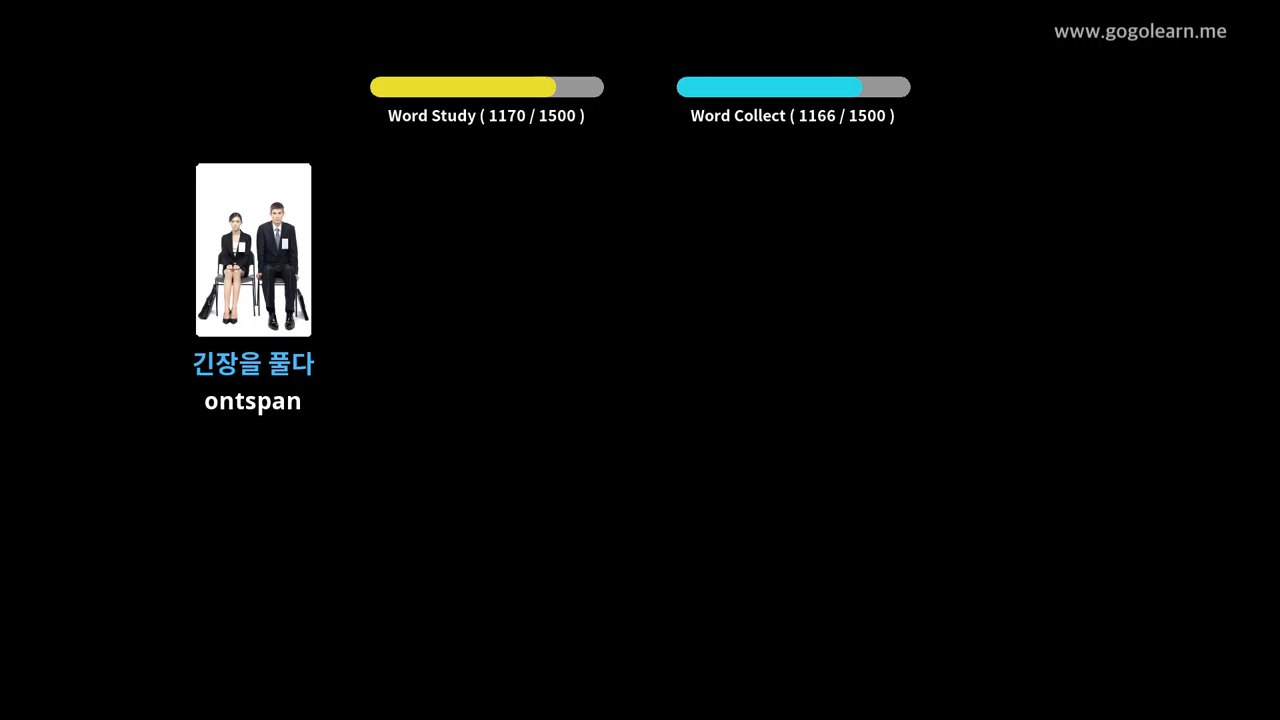 www.gogolearn.me
Word Study ( 1170 / 1500 )
Word Collect ( 1166 / 1500 )
긴장을 풀다
ontspan